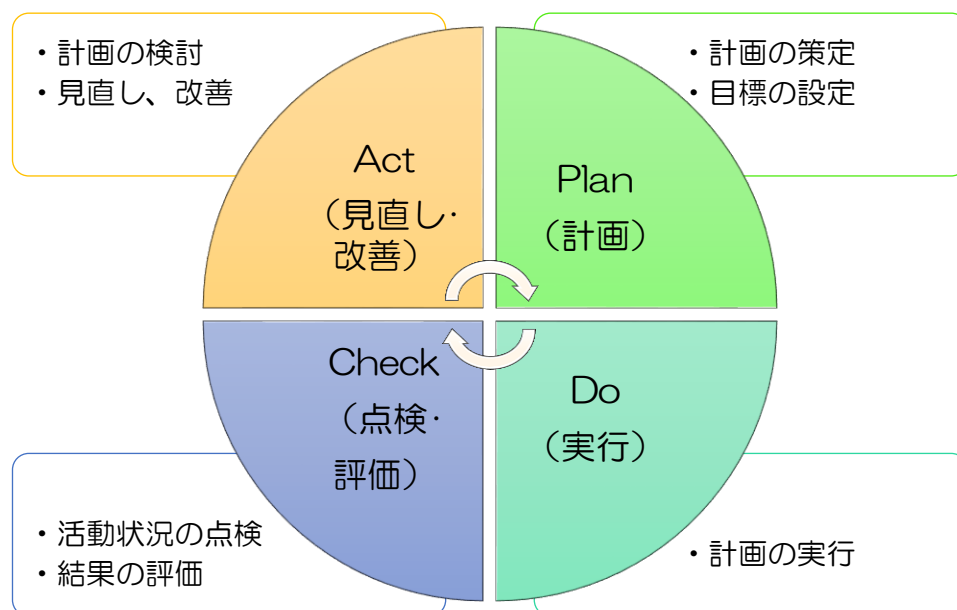 ・計画の検討
・見直し、改善
・計画の策定
・目標の設定
Act
（見直し・
改善）
Plan
（計画）
Check
（点検・
評価）
Do
（実行）
・活動状況の点検
・結果の評価
・計画の実行